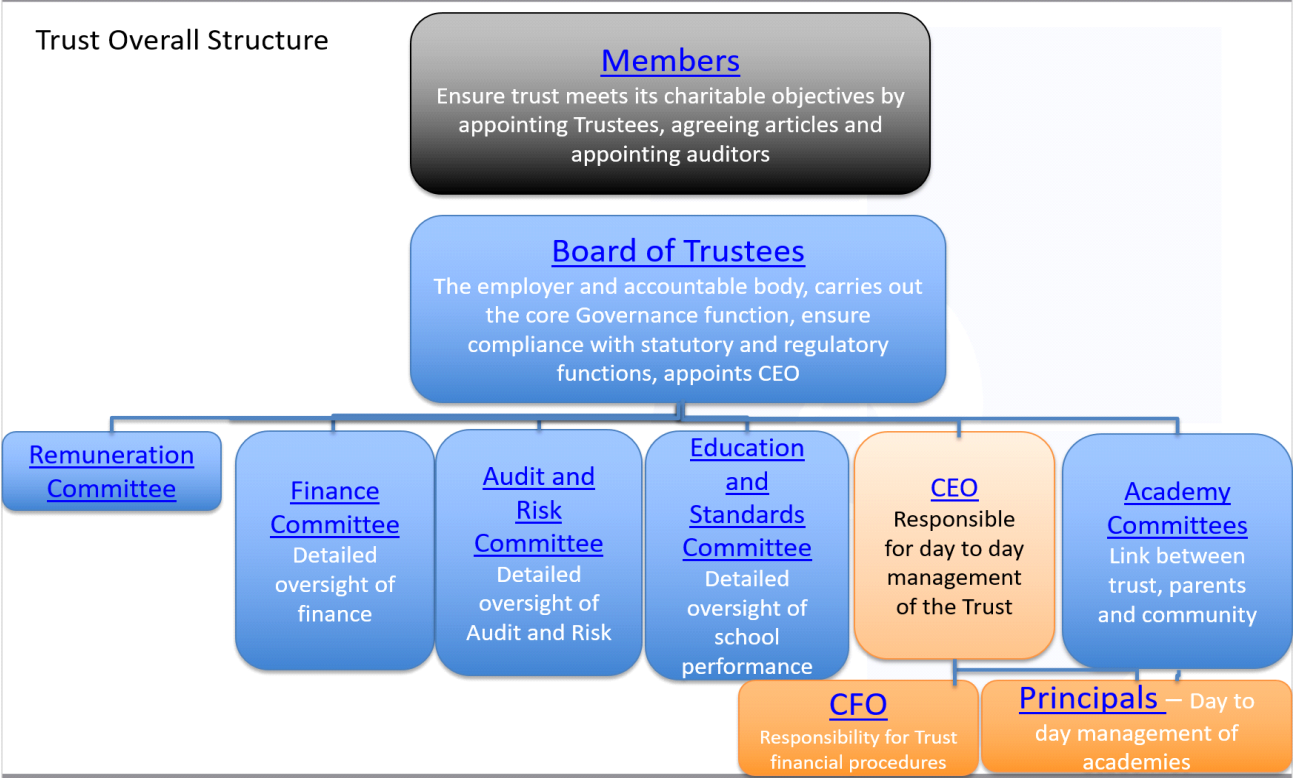 Trust Overall Structure
Members
Ensure trust meets its charitable objectives by
appointing Trustees, agreeing articles and
appointing auditors
Board of Trustees
The employer and accountable body, carries out
the core Governance function, ensure
compliance with statutory and regulatory
functions, appoints CEO
Remuneration
Committee
Finance
Committee
Detailed
oversight of
finance
Audit and
Risk
Committee
Detailed
oversight of
Audit and Risk
Education
and
Standards
Committee
Detailed
oversight of
school
performance
CEO
Responsible
for day to day
management
of the Trust
Academy
Committees
Link between
trust, parents
and community
CFO
Responsibility for Trust
financial procedures
Principals – Day to
day management of
academies